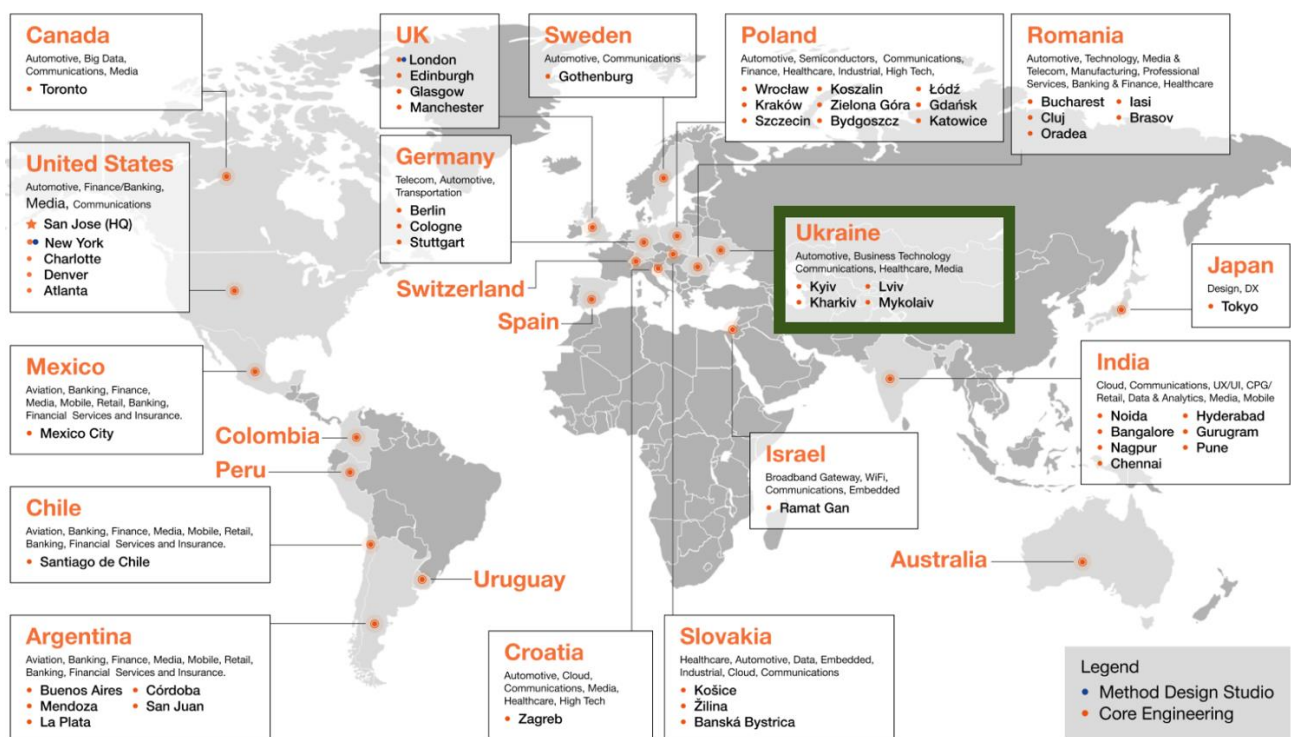 Canada
Automotive, Big Data,
Communications, Media
Toronto
UK
London
Edinburgh
Glasgow
Manchester
Sweden
Automotive, Communications
Gothenburg
Poland
Automotive, Semiconductors, Communications,
Finance, Healthcare, Industrial, High Tech,
Wrocław
Kraków
Szczecin
Koszalin
Zielona Góra
Bydgoszcz
Łódź
Gdańsk
Katowice
Romania
Automotive, Technology, Media &
Telecom, Manufacturing, Professional
Services, Banking & Finance, Healthcare
Bucharest
Cluj
Oradea
Iasi
Brasov
United States
Automotive, Finance/Banking,
Media, Communications
San Jose (HQ)
New York
Charlotte
Denver
Atlanta
Germany
Telecom, Automotive,
Transportation
Berlin
Cologne
Stuttgart
Switzerland
Spain
Ukraine
Automotive, Business Technology
Communications, Healthcare, Media
Kyiv
Kharkiv
Lviv
Mykolaiv
Japan
Design, DX
Tokyo
Mexico
Aviation, Banking, Finance,
Media, Mobile, Retail, Banking,
Financial Services and Insurance.
Mexico City
India
Cloud, Communications, UX/UI, CPG/
Retail, Data & Analytics, Media, Mobile
Noida
Bangalore
Nagpur
Chennai
Hyderabad
Gurugram
Pune
Colombia
Peru
Israel
Broadband Gateway, WiFi,
Communications, Embedded
Ramat Gan
Chile
Aviation, Banking, Finance, Media, Mobile, Retail,
Banking, Financial Services and Insurance.
Santiago de Chile
Uruguay
Australia
Argentina
Aviation, Banking, Finance, Media, Mobile, Retail,
Banking, Financial Services and Insurance.
Buenos Aires
Mendoza
La Plata
Córdoba
San Juan
Croatia
Automotive, Cloud,
Communications, Media,
Healthcare, High Tech
Zagreb
Slovakia
Healthcare, Automotive, Data, Embedded,
Industrial, Cloud, Communications
Košice
Žilina
Banská Bystrica
Legend
Method Design Studio
Core Engineering